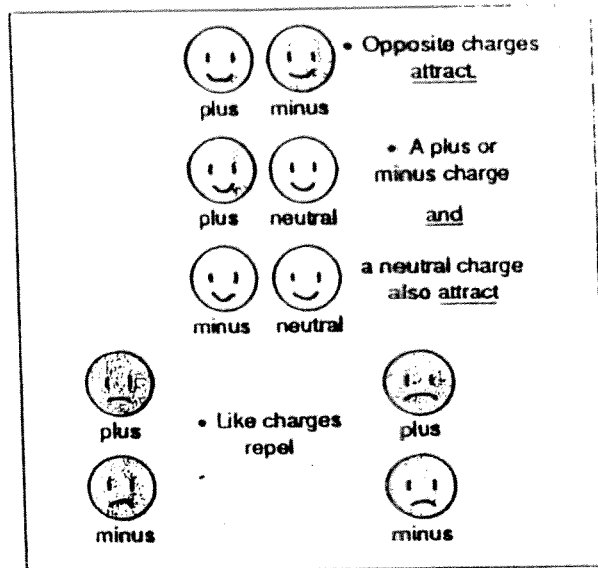 • Opposite charges
attract.
plus minus
• A plus or
minus charge
plus neutral
and
a neutral charge
also attract
minus neutral
plus
• Like charges
repel
plus
minus
minus